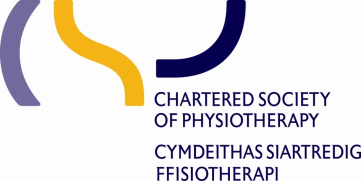 CHARTERED SOCIETY
OF PHYSIOTHERAPY
CYMDEITHAS SIARTREDIG
FFISIOTHERAPI